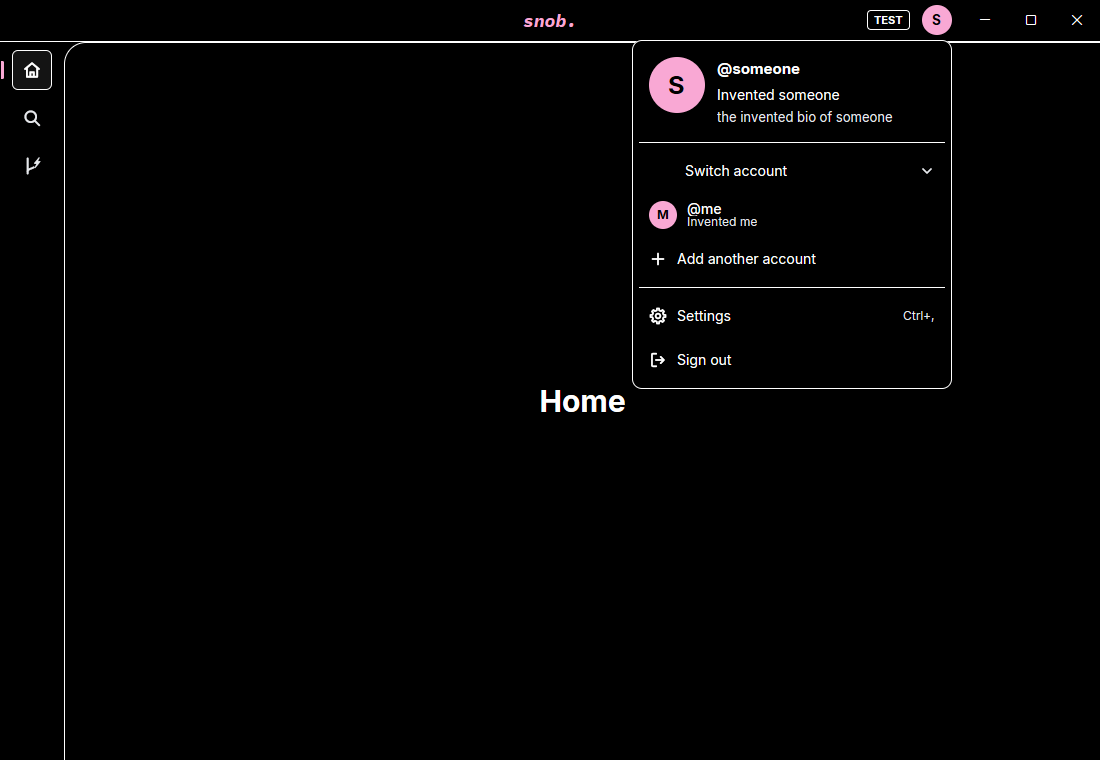 snob.
TEST
S
S
@someone
Invented someone
the invented bio of someone
Switch account
M
@me
Invented me
Add another account
Settings
Ctrl+,
Sign out
Home